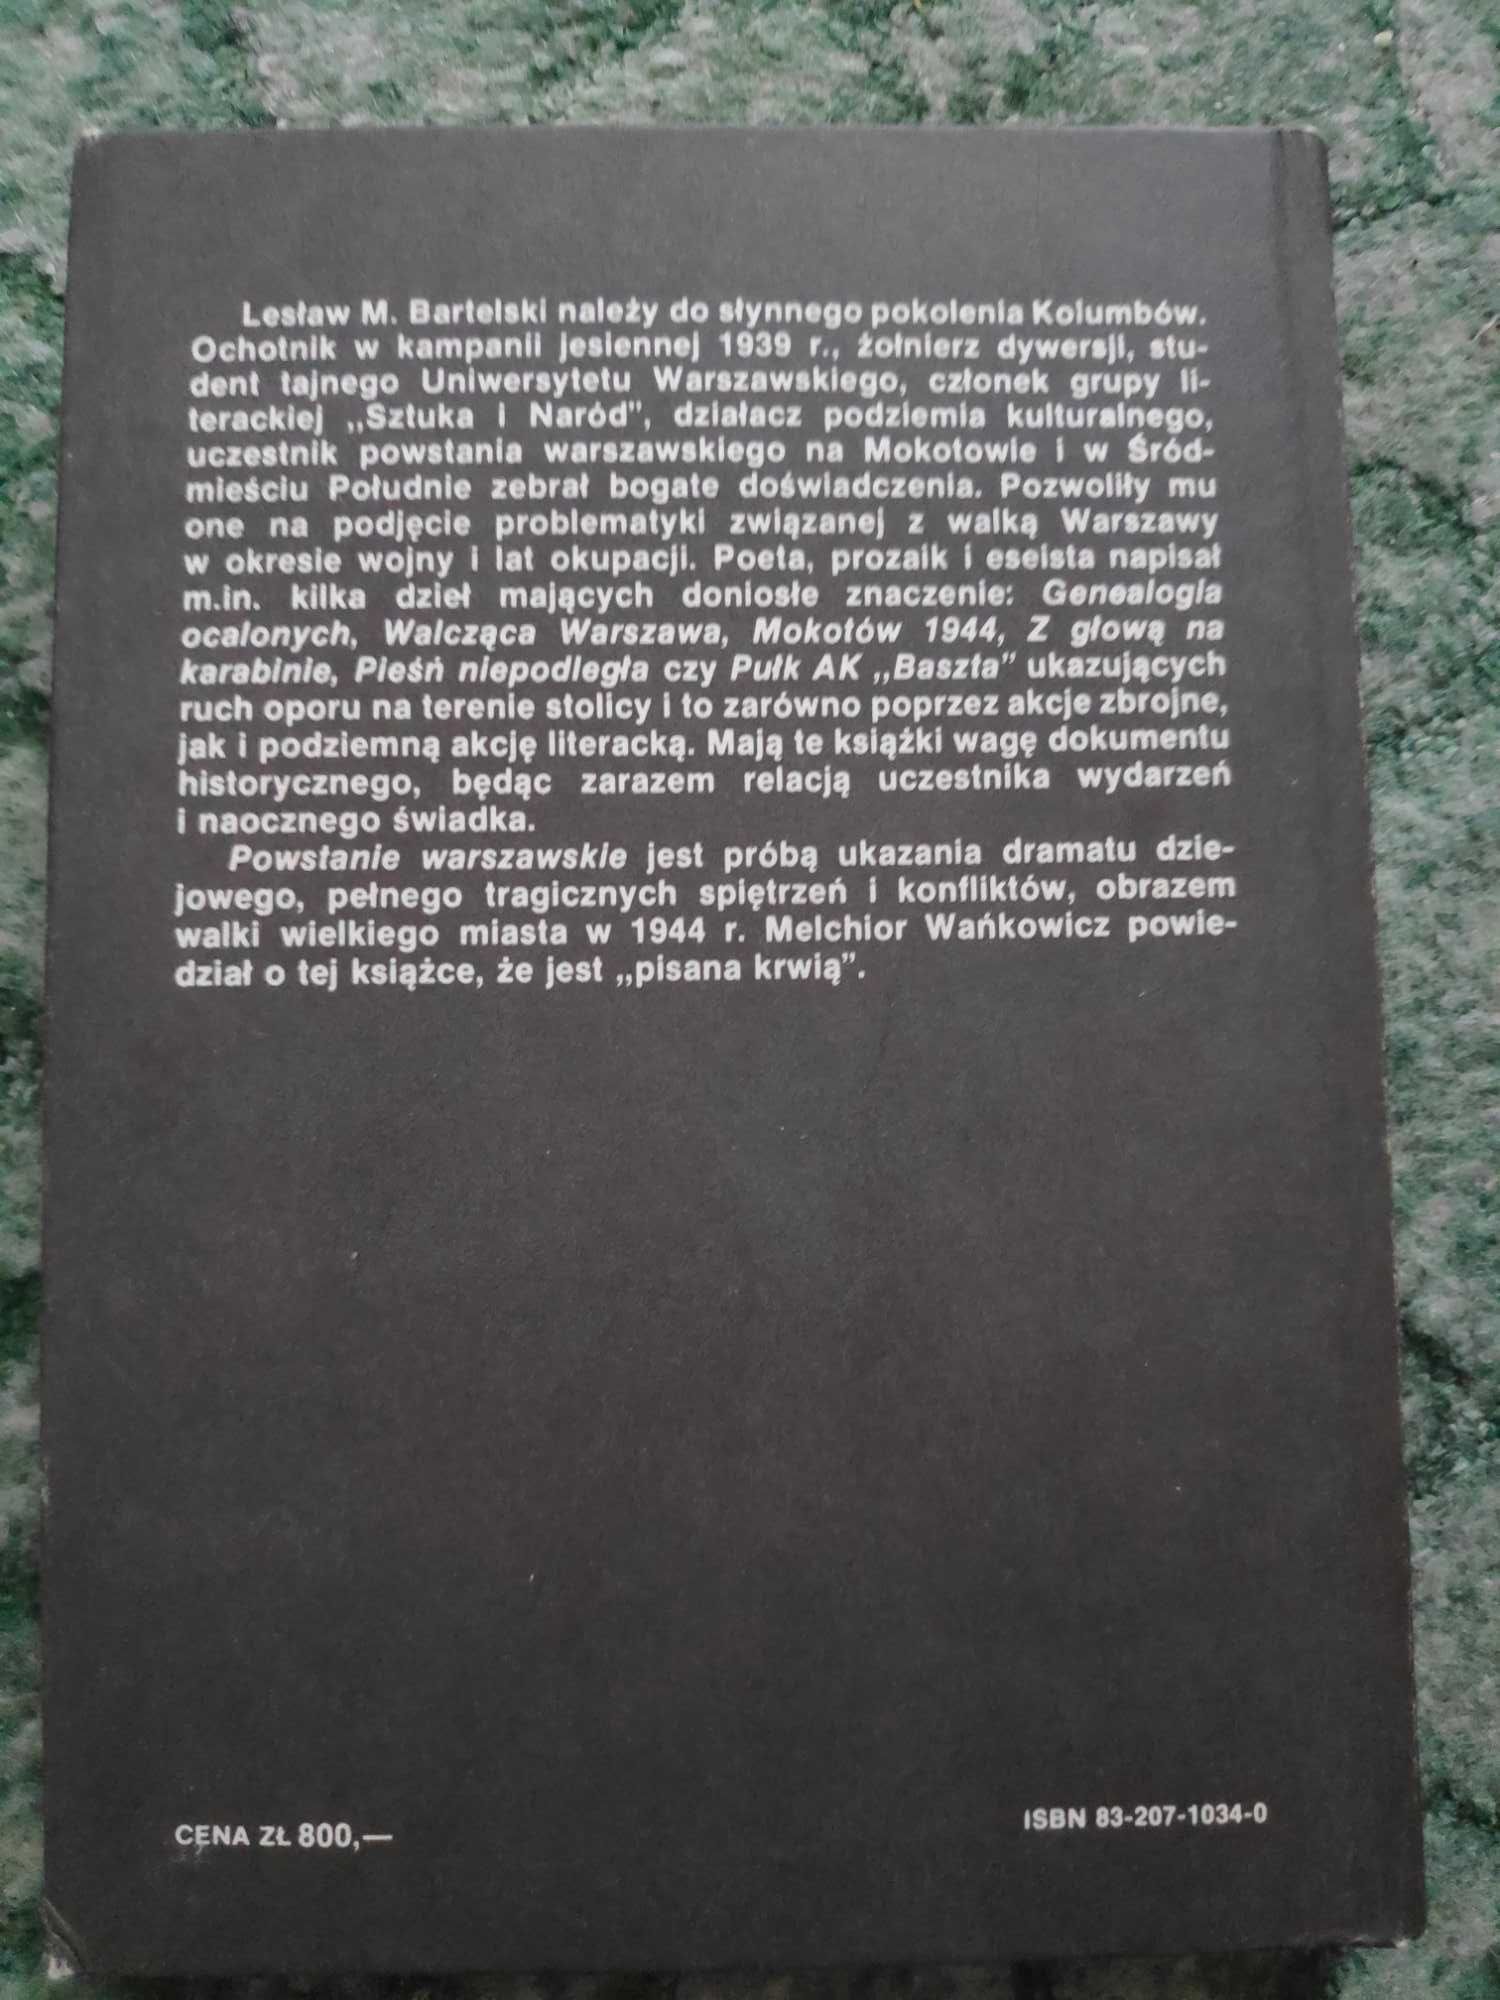 Lesław M. Bartelski należy do słynnego pokolenia Kolumbów.
Ochotnik w kampanii jesiennej 1939 r., żołnierz dywersji, stu-
dent tajnego Uniwersytetu Warszawskiego, członek grupy li-
terackiej „Sztuka i Naród”, działacz podziemia kulturalnego,
uczestnik powstania warszawskiego na Mokotowie i w Śród-
mieściu Południe zebrał bogate doświadczenia. Pozwoliły mu
one na podjęcie problematyki związanej z walką Warszawy
w okresie wojny i lat okupacji. Poeta, prozaik i eseista napisał
m.in. kilka dzieł mających doniosłe znaczenie: Genealogia
ocalonych, Walcząca Warszawa, Mokotów 1944, Z głową na
karabinie, Pieśń niepodległa czy Pułk AK „Baszta” ukazujących
ruch oporu na terenie stolicy i to zarówno poprzez akcje zbrojne,
jak i podziemną akcję literacką. Mają te książki wagę dokumentu
historycznego, będąc zarazem relacją uczestnika wydarzeń
i naocznego świadka.
Powstanie warszawskie jest próbą ukazania dramatu dzie-
jowego, pełnego tragicznych spiętrzeń i konfliktów, obrazem
walki wielkiego miasta w 1944 r. Melchior Wańkowicz powie-
dział o tej książce, że jest „pisana krwią”.
CENA ZŁ 800,—
ISBN 83-207-1034-0